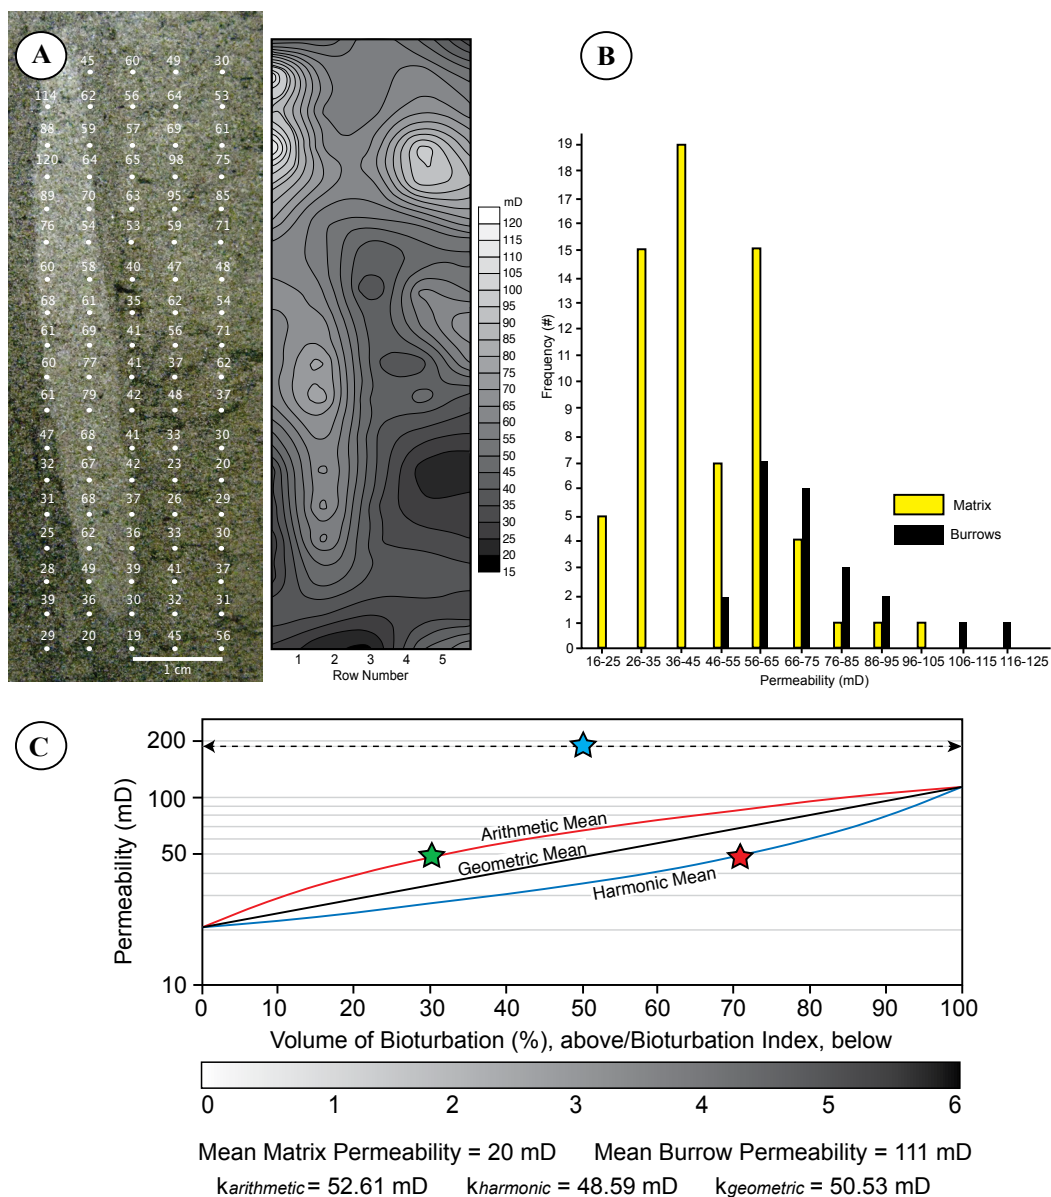 A
45 60 49 30
114 62 56 64 53
88 59 57 69 61
120 64 65 98 75
89 70 63 95 85
76 54 53 59 71
60 58 40 47 48
68 61 35 62 54
61 69 41 56 71
60 77 41 37 62
61 79 42 48 37
47 68 41 33 30
32 67 42 23 20
31 68 37 26 29
25 62 36 33 30
28 49 39 41 37
39 36 30 32 31
29 20 19 45 56
1 cm
mD
120
115
110
105
100
95
90
85
80
75
70
65
60
55
50
45
40
35
30
25
20
15
1 2 3 4 5
Row Number
B
Frequency (#)
19
18
16
17
15
14
13
12
19
10
9
8
7
6
5
4
3
2
1
0
Matrix
Burrows
16-25 26-35 36-45 46-55 56-65 66-75 76-85 86-95 96-105 106-115 116-125
Permeability (mD)
C
Permeability (mD)
200
100
50
10
Arithmetic Mean
Geometric Mean
Harmonic Mean
0 10 20 30 40 50 60 70 80 90 100
Volume of Bioturbation (%), above/Bioturbation Index, below
0 1 2 3 4 5 6
Mean Matrix Permeability = 20 mD Mean Burrow Permeability = 111 mD
karithmetic = 52.61 mD kharmonic = 48.59 mD kgeometric = 50.53 mD